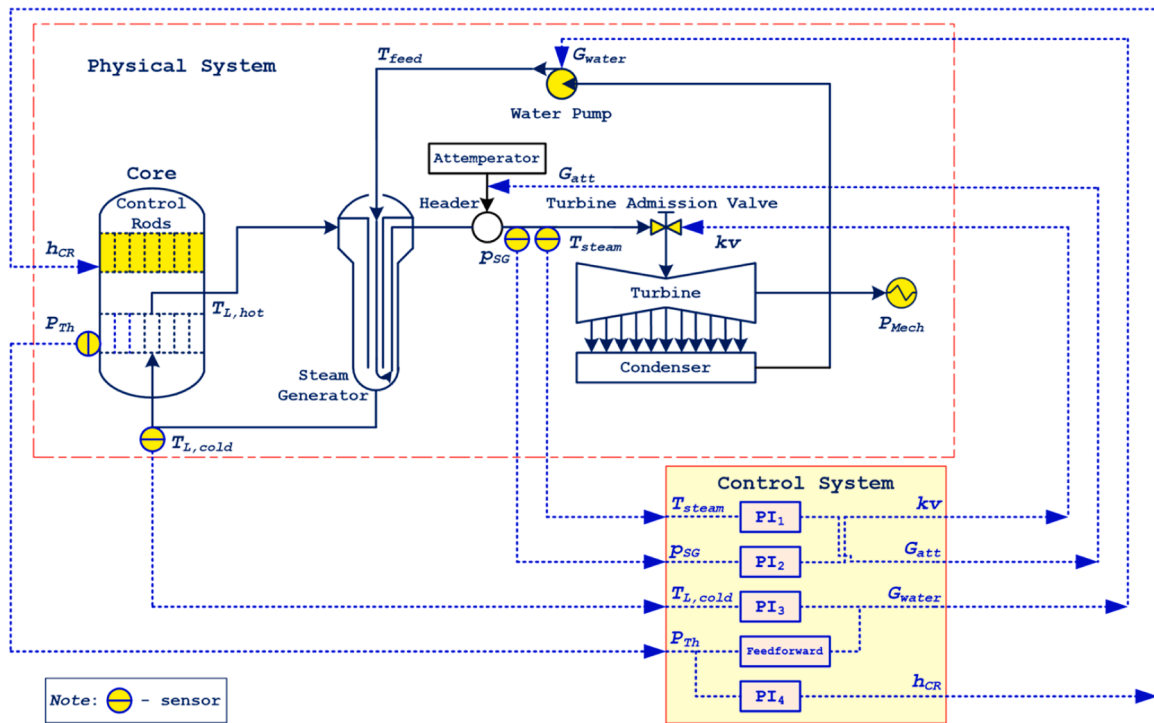 Physical System
T_feed
G_water
Water Pump
Attemperator
G_att
Core
Control
Rods
Header
Turbine Admission Valve
h_CR
p_SG
T_steam
kv
T_L,hot
Turbine
P_Th
P_Mech
Steam
Generator
Condenser
T_L,cold
Control System
T_steam
PI_1
kv
p_SG
PI_2
G_att
T_L,cold
PI_3
G_water
P_Th
Feedforward
PI_4
h_CR
Note: - sensor